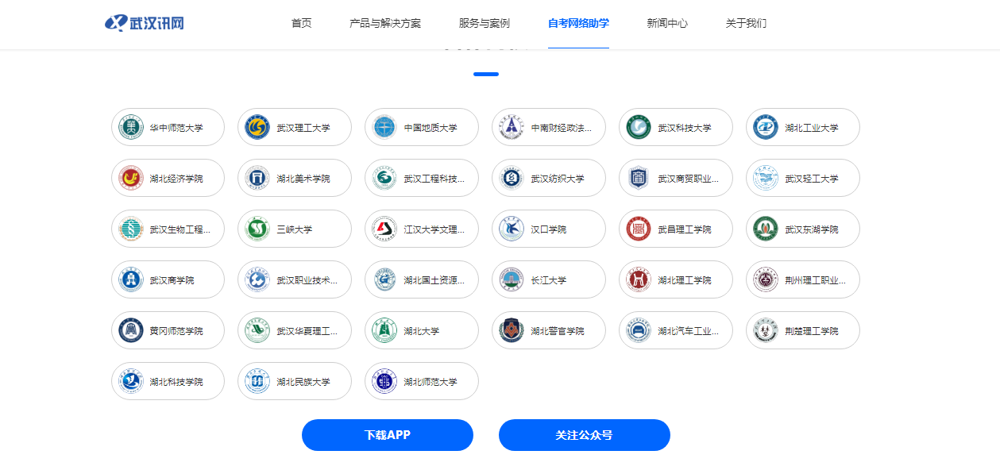 武汉讯网 首页 产品与解决方案 服务与案例 自考网络助学 新闻中心 关于我们
华中师范大学 武汉理工大学 中国地质大学 中南财经政法... 武汉科技大学 湖北工业大学
湖北经济学院 湖北美术学院 武汉工程科技... 武汉纺织大学 武汉商贸职业... 武汉轻工大学
武汉生物工程... 三峡大学 江汉大学文理... 汉口学院 武昌理工学院 武汉东湖学院
武汉商学院 武汉职业技术... 湖北国土资源... 长江大学 湖北理工学院 荆州理工职业...
黄冈师范学院 武汉华夏理工... 湖北大学 湖北警官学院 湖北汽车工业... 荆楚理工学院
湖北科技学院 湖北民族大学 湖北师范大学
下载APP 关注公众号